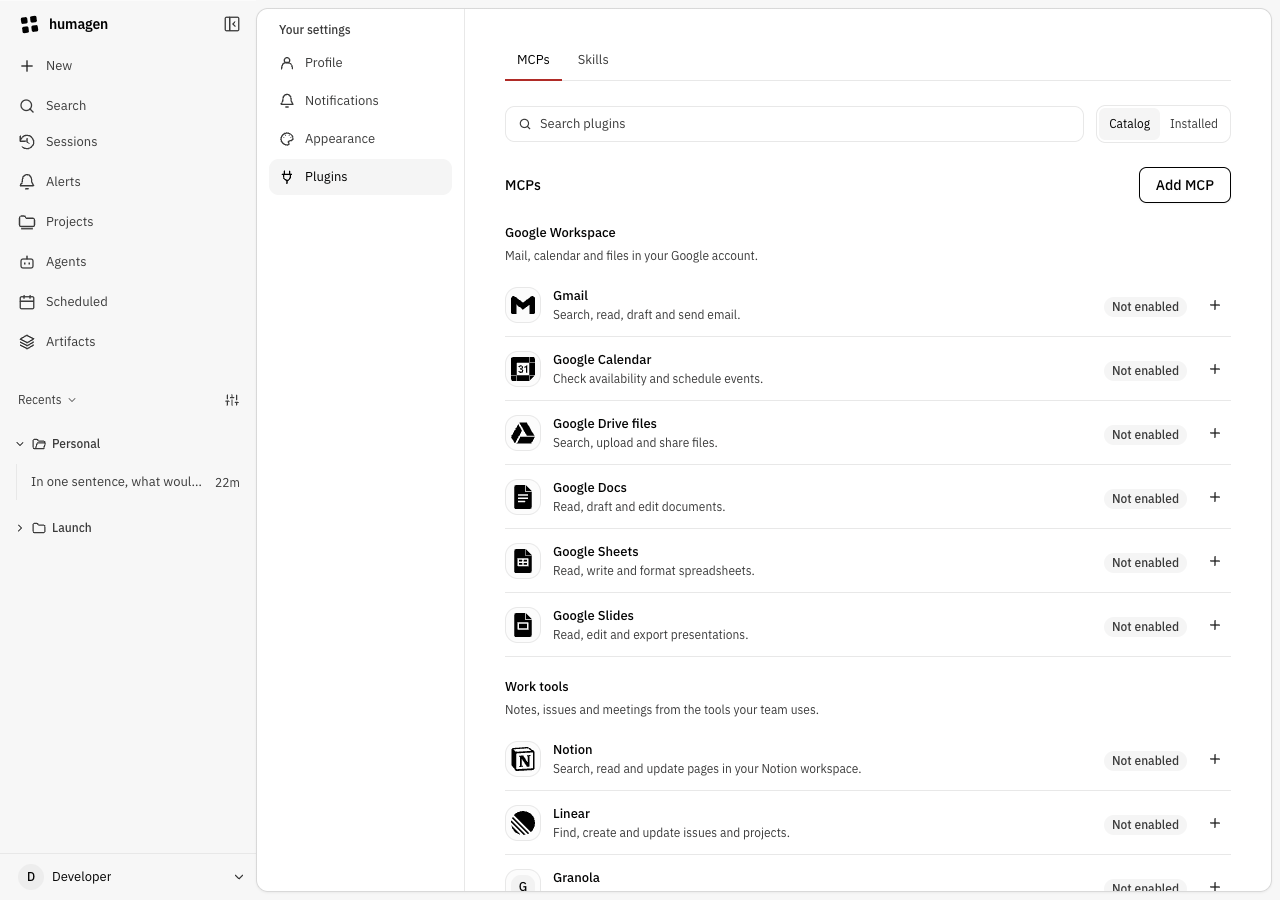 humagen
New
Search
Sessions
Alerts
Projects
Agents
Scheduled
Artifacts
Recents
Personal
In one sentence, what woul... 22m
Launch
D Developer
Your settings
Profile
Notifications
Appearance
Plugins
MCPs Skills
Search plugins
Catalog Installed
MCPs
Add MCP
Google Workspace
Mail, calendar and files in your Google account.
Gmail
Search, read, draft and send email.
Not enabled
31
Google Calendar
Check availability and schedule events.
Not enabled
Google Drive files
Search, upload and share files.
Not enabled
Google Docs
Read, draft and edit documents.
Not enabled
Google Sheets
Read, write and format spreadsheets.
Not enabled
Google Slides
Read, edit and export presentations.
Not enabled
Work tools
Notes, issues and meetings from the tools your team uses.
Notion
Search, read and update pages in your Notion workspace.
Not enabled
Linear
Find, create and update issues and projects.
Not enabled
G
Granola
Not enabled